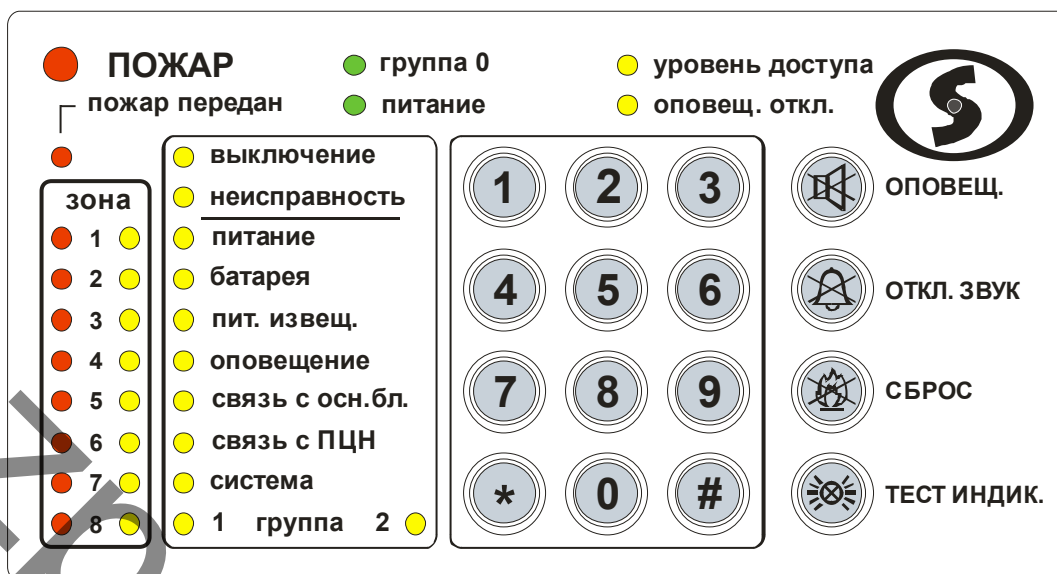 ПОЖАР
группа 0
уровень доступа
пожар передан
питание
оповещ. откл.
зона
1
2
3
4
5
6
7
8
выключение
неисправность
питание
батарея
пит. извещ.
оповещение
связь с осн.бл.
связь с ПЦН
система
1 группа 2
1 2 3
4 5 6
7 8 9
* 0 #
ОПОВЕЩ.
ОТКЛ. ЗВУК
СБРОС
ТЕСТ ИНДИК.